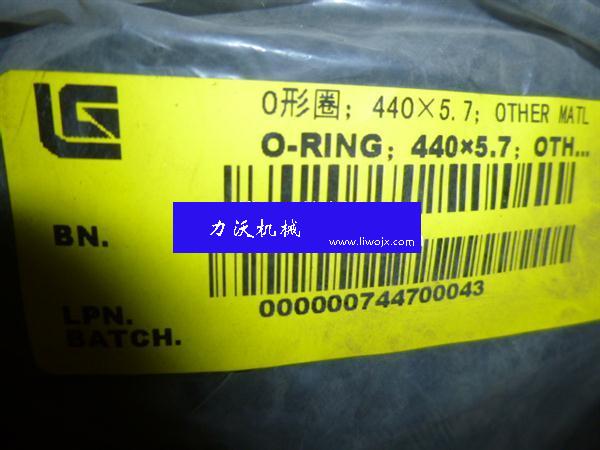 O形圈；440×5.7；OTHER MATL
O-RING；440×5.7；OTH...
BN.
力沃机械
www.liwojx.com
000000744700043
LPN.
BATCH.